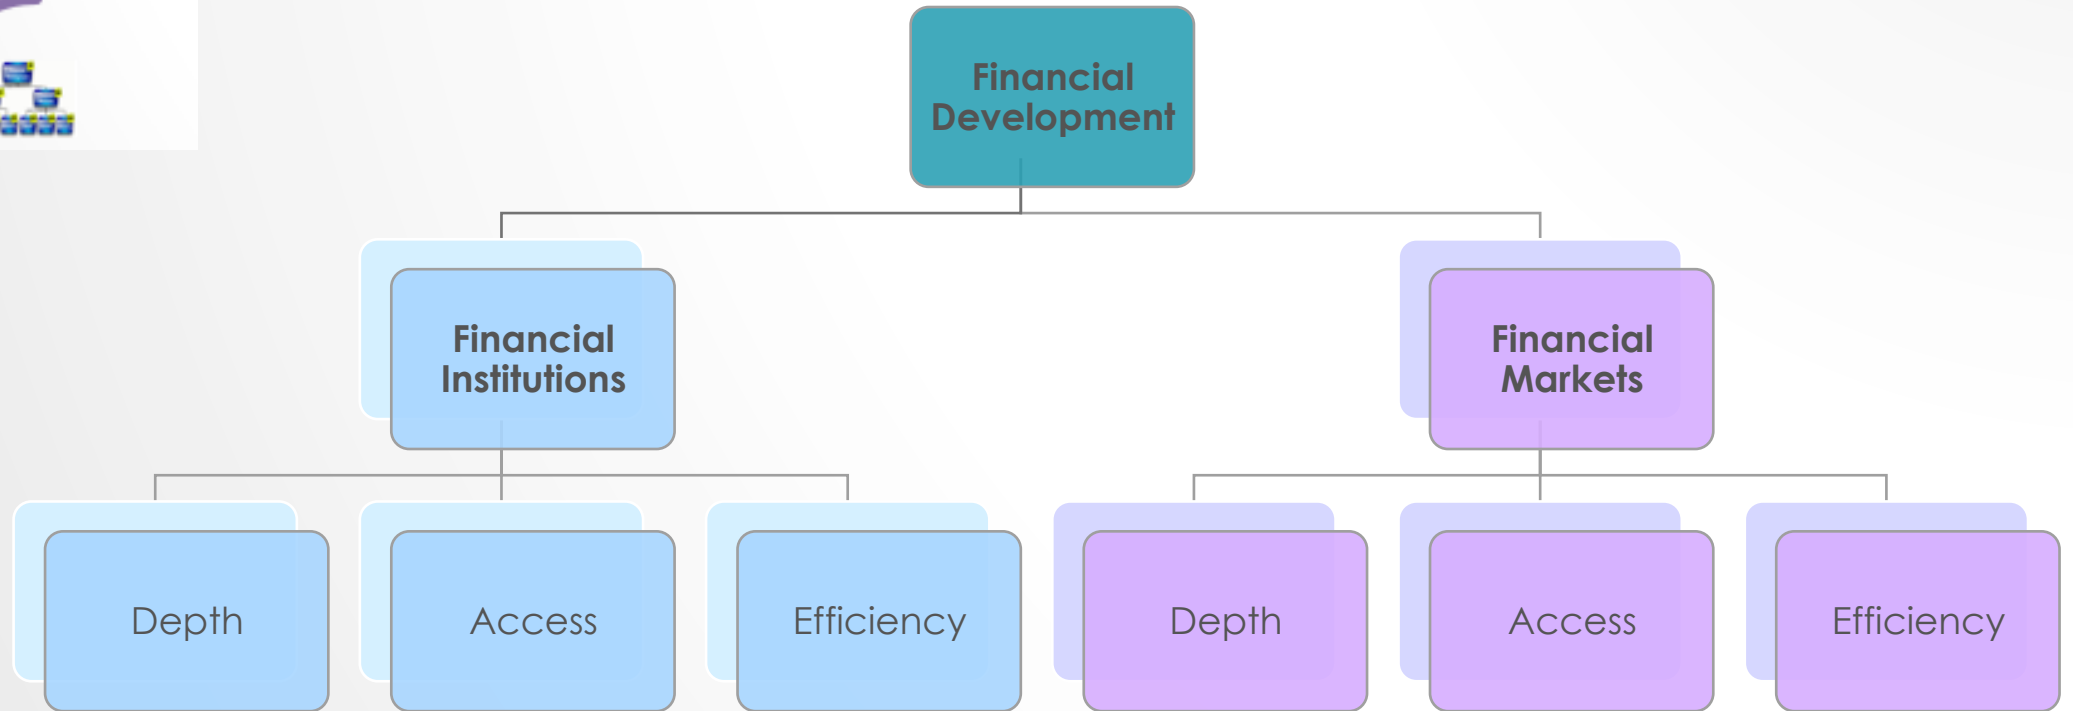 Financial
Development
Financial
Institutions
Financial
Markets
Depth
Access
Efficiency
Depth
Access
Efficiency